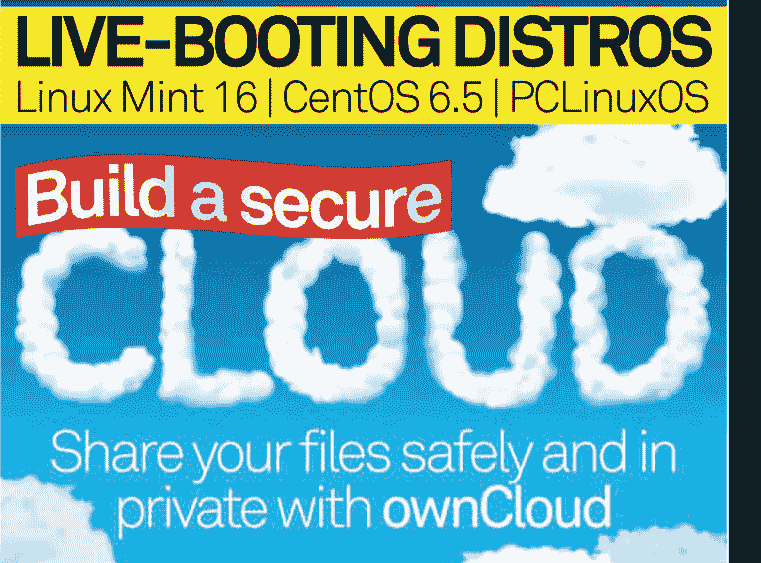 LIVE-BOOTING DISTROS
Linux Mint 16 | CentOS 6.5 | PCLinuxOS
Build a secure
CLOUD
Share your files safely and in
private with ownCloud